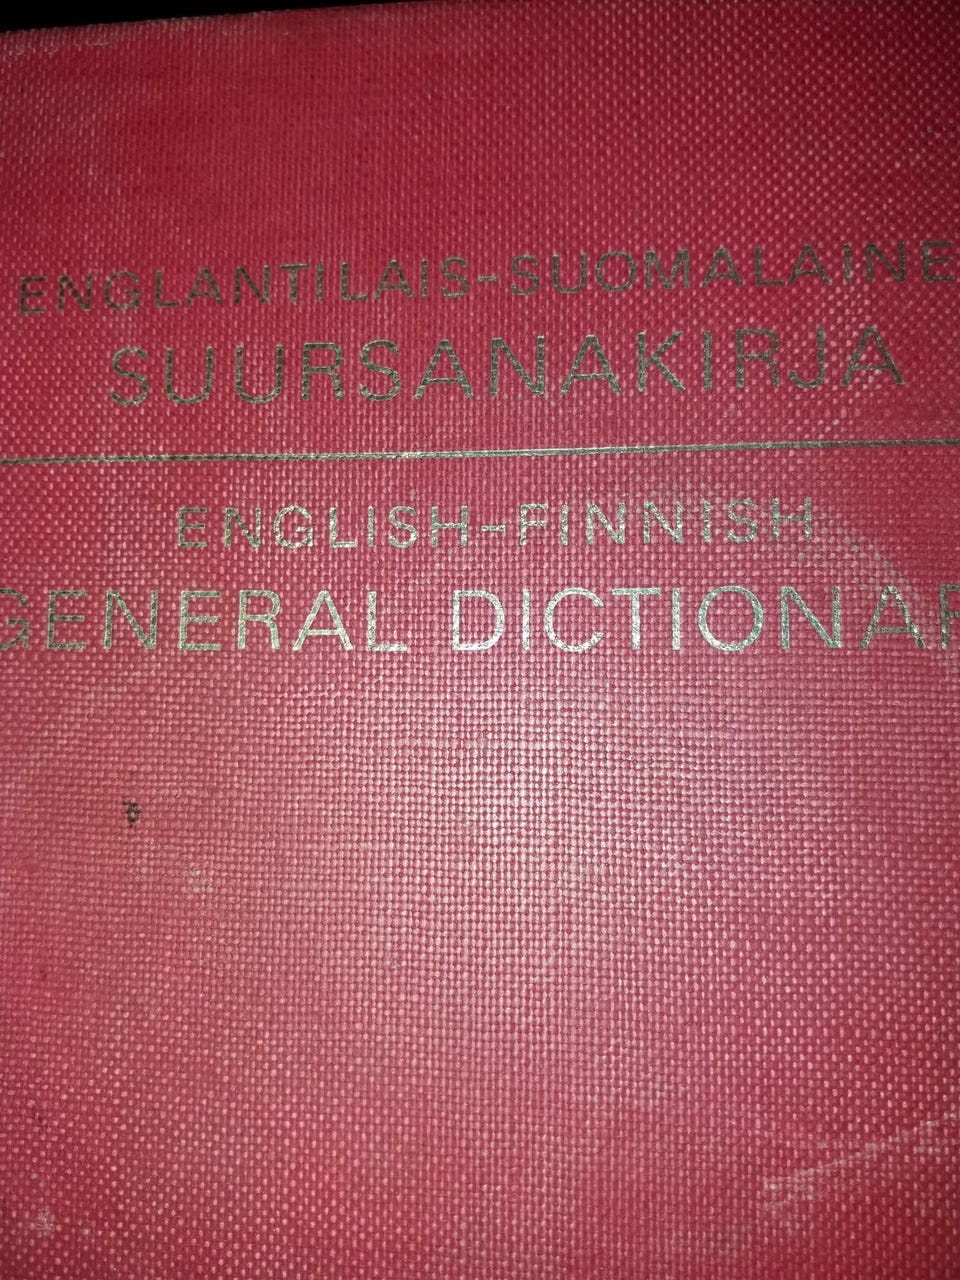 ENGLANTILAIS-SUOMALAINE
SUURSANAKIRJA
ENGLISH-FINNISH
GENERAL DICTIONAR